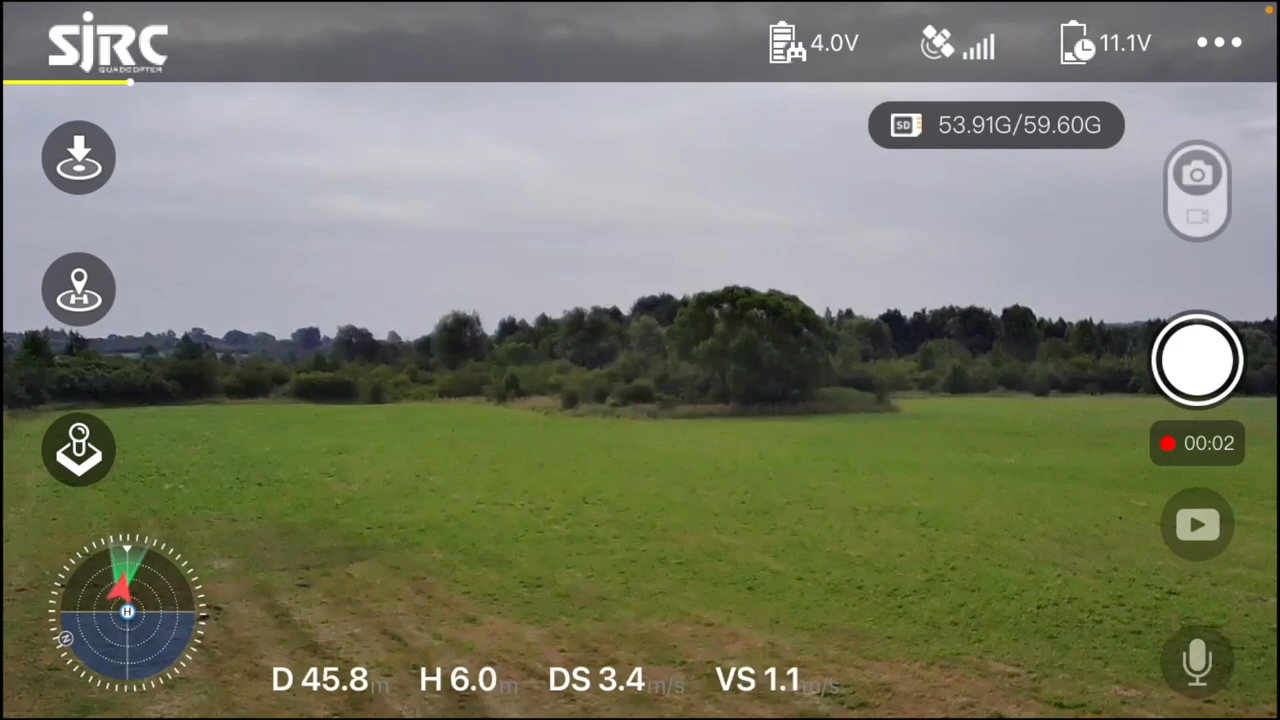 SJRC
QUADCOPTER
4.0V
11.1V
SD 53.91G/59.60G
00:02
H
N
D 45.8m H 6.0m DS 3.4m/s VS 1.1m/s